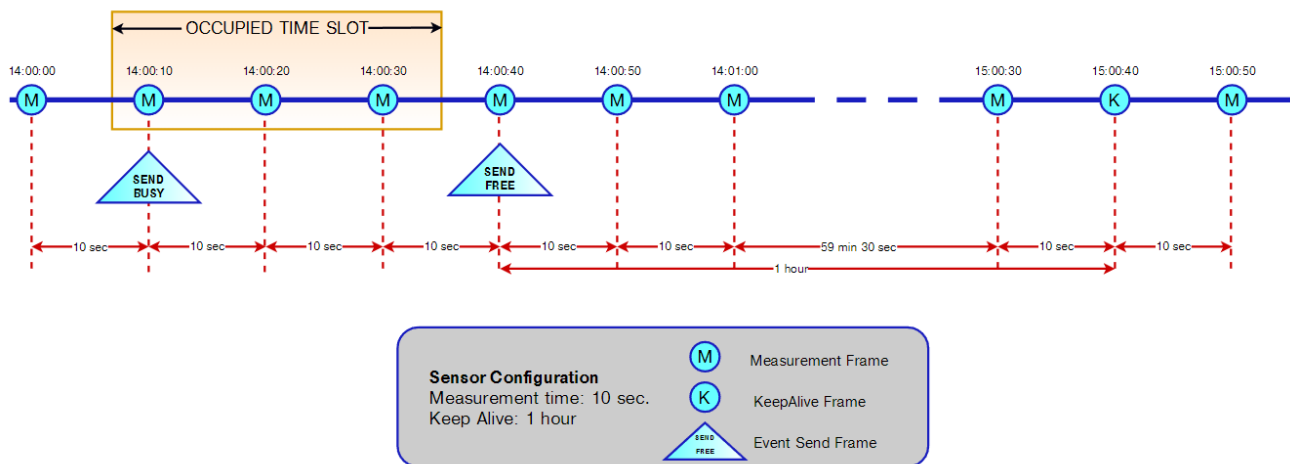 OCCUPIED TIME SLOT
14:00:00 14:00:10 14:00:20 14:00:30 14:00:40 14:00:50 14:01:00 15:00:30 15:00:40 15:00:50
M M M M M M M M K M
SEND
BUSY
SEND
FREE
10 sec 10 sec 10 sec 10 sec 10 sec 10 sec 59 min 30 sec 10 sec 10 sec
1 hour
Sensor Configuration
Measurement time: 10 sec.
Keep Alive: 1 hour
M Measurement Frame
K KeepAlive Frame
SEND
FREE
Event Send Frame